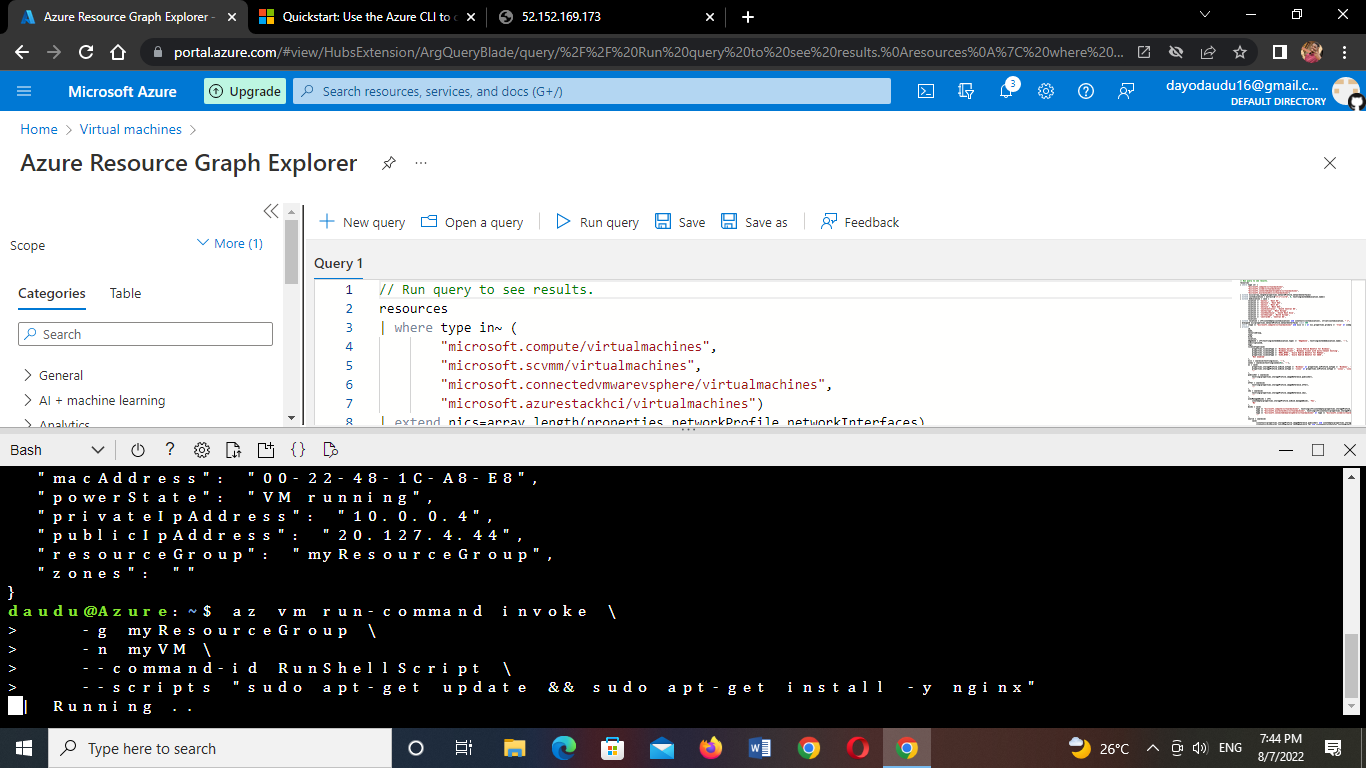 Azure Resource Graph Explorer -
Quickstart: Use the Azure CLI to c
52.152.169.173
portal.azure.com/#view/HubsExtension/ArgQueryBlade/query/%2F%2F%20Run%20query%20to%20see%20results.%0Aresources%0A%7C%20where%20...
Microsoft Azure
Upgrade
Search resources, services, and docs (G+/)
3
dayodaudu16@gmail.c...
DEFAULT DIRECTORY
Home > Virtual machines >
Azure Resource Graph Explorer
...
Scope
More (1)
Categories
Table
Search
General
AI + machine learning
Analytics
New query
Open a query
Run query
Save
Save as
Feedback
Query 1
1 // Run query to see results.
2 resources
3 | where type in~ (
4 "microsoft.compute/virtualmachines",
5 "microsoft.scvmm/virtualmachines",
6 "microsoft.connectedvmwarevsphere/virtualmachines",
7 "microsoft.azurestackhci/virtualmachines")
8 | extend nics=array_length(properties.networkProfile.networkInterfaces)
Bash
"macAddress": "00-22-48-1C-A8-E8",
"powerState": "VM running",
"privateIpAddress": "10.0.0.4",
"publicIpAddress": "20.127.4.44",
"resourceGroup": "myResourceGroup",
"zones": ""
}
daudu@Azure:~$ az vm run-command invoke \
> -g myResourceGroup \
> -n myVM \
> --command-id RunShellScript \
> --scripts "sudo apt-get update && sudo apt-get install -y nginx"
| Running ..
Type here to search
26°C
ENG
7:44 PM
8/7/2022